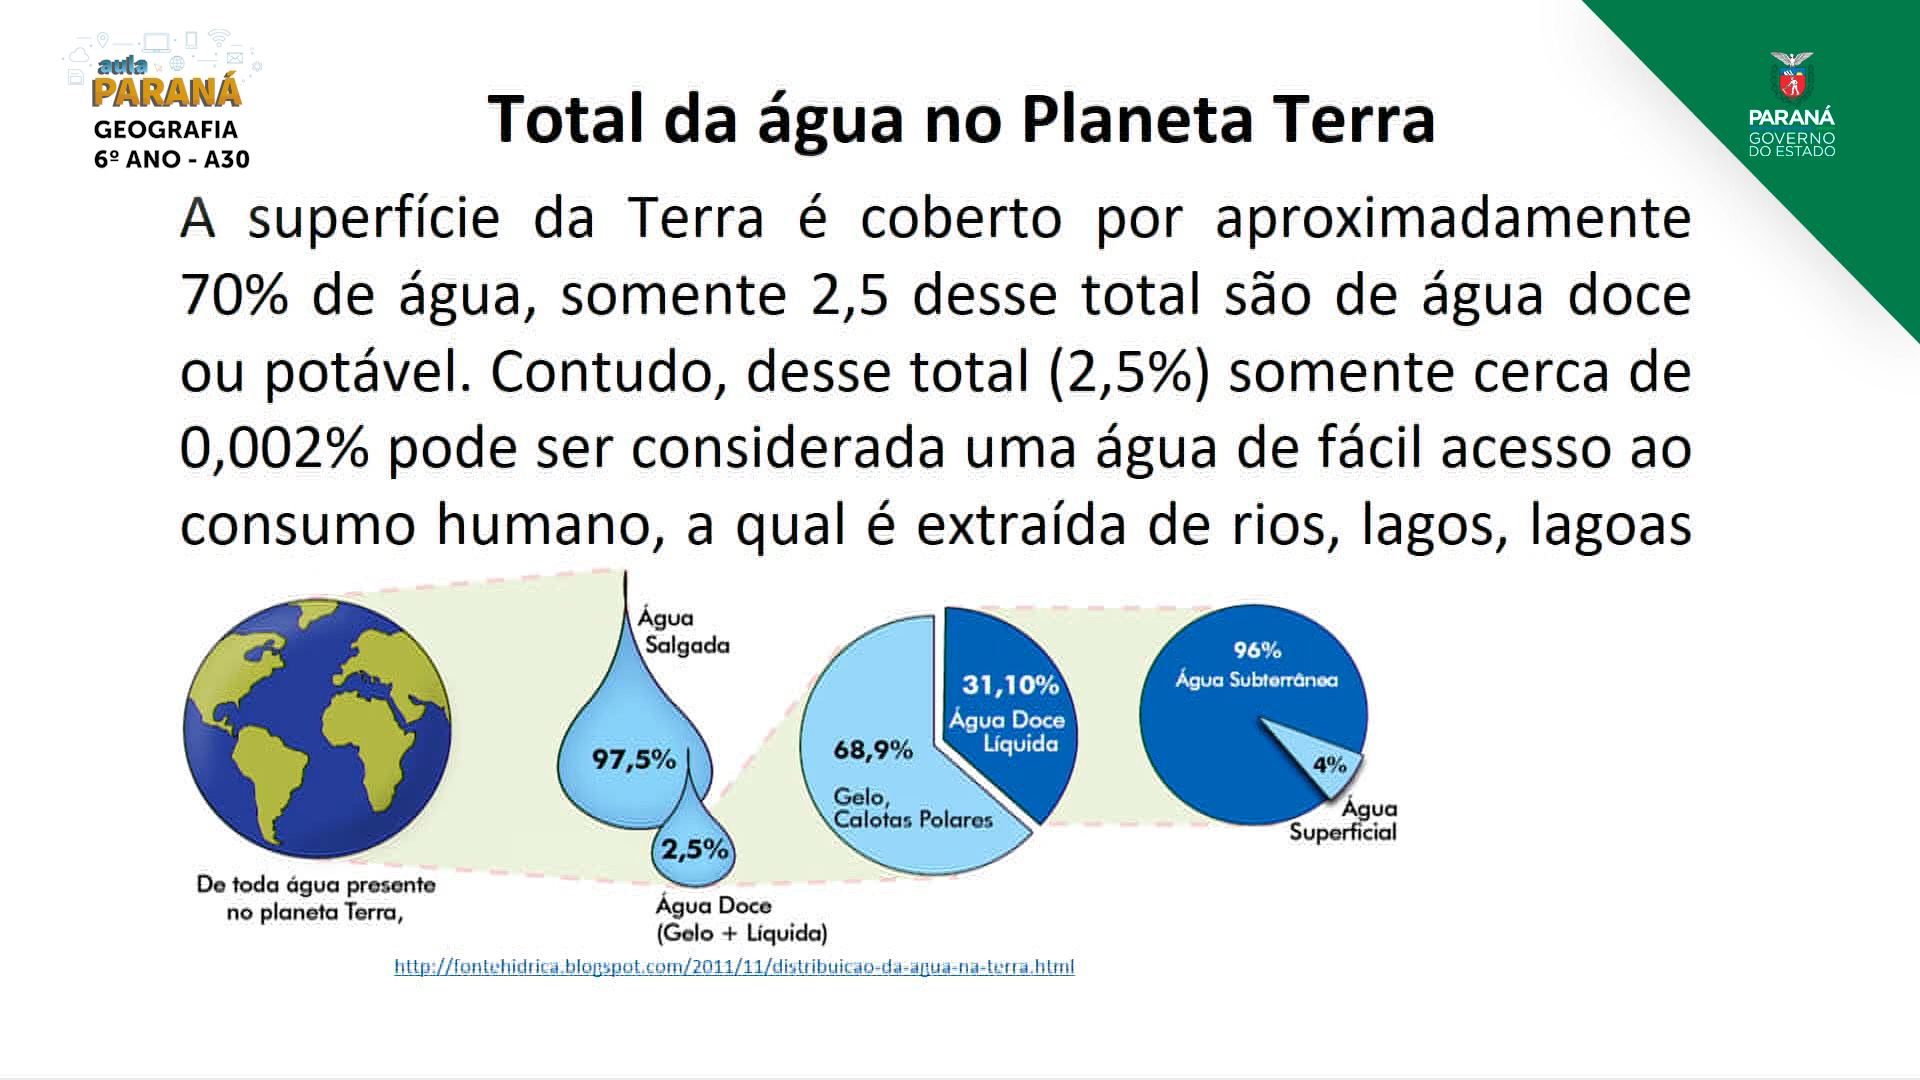 aula
PARANÁ
GEOGRAFIA
6º ANO - A30
PARANÁ
GOVERNO
DO ESTADO
Total da água no Planeta Terra
A superfície da Terra é coberto por aproximadamente
70% de água, somente 2,5 desse total são de água doce
ou potável. Contudo, desse total (2,5%) somente cerca de
0,002% pode ser considerada uma água de fácil acesso ao
consumo humano, a qual é extraída de rios, lagos, lagoas
De toda água presente
no planeta Terra,
Água
Salgada
97,5%
2,5%
Água Doce
(Gelo + Líquida)
68,9%
Gelo,
Calotas Polares
31,10%
Água Doce
Líquida
96%
Água Subterrânea
4%
Água
Superficial
http://fontehidrica.blogspot.com/2011/11/distribuicao-da-agua-na-terra.html